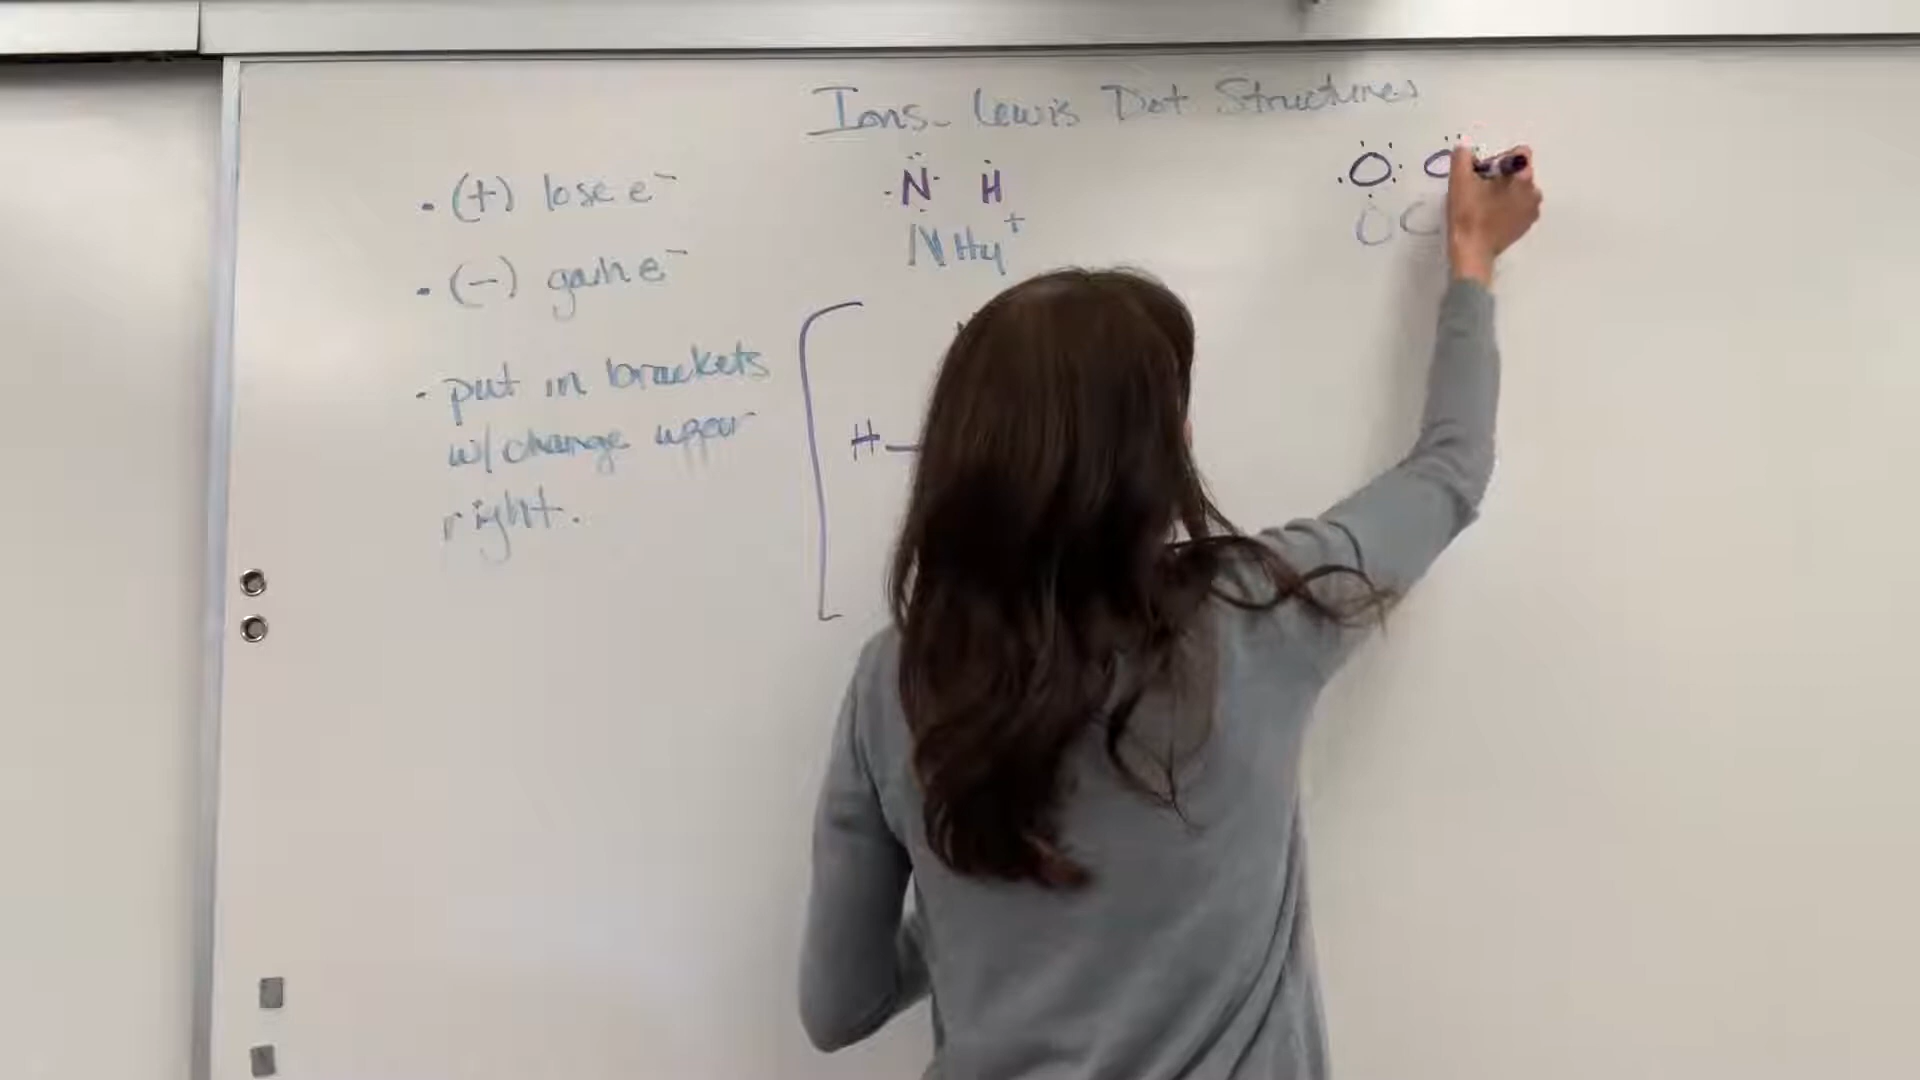 Ions - Lewis Dot Structures
• (+) lose e⁻
• (−) gain e⁻
• put in brackets
w/ charge upper
right.
N H
NH₄⁺
H —
O